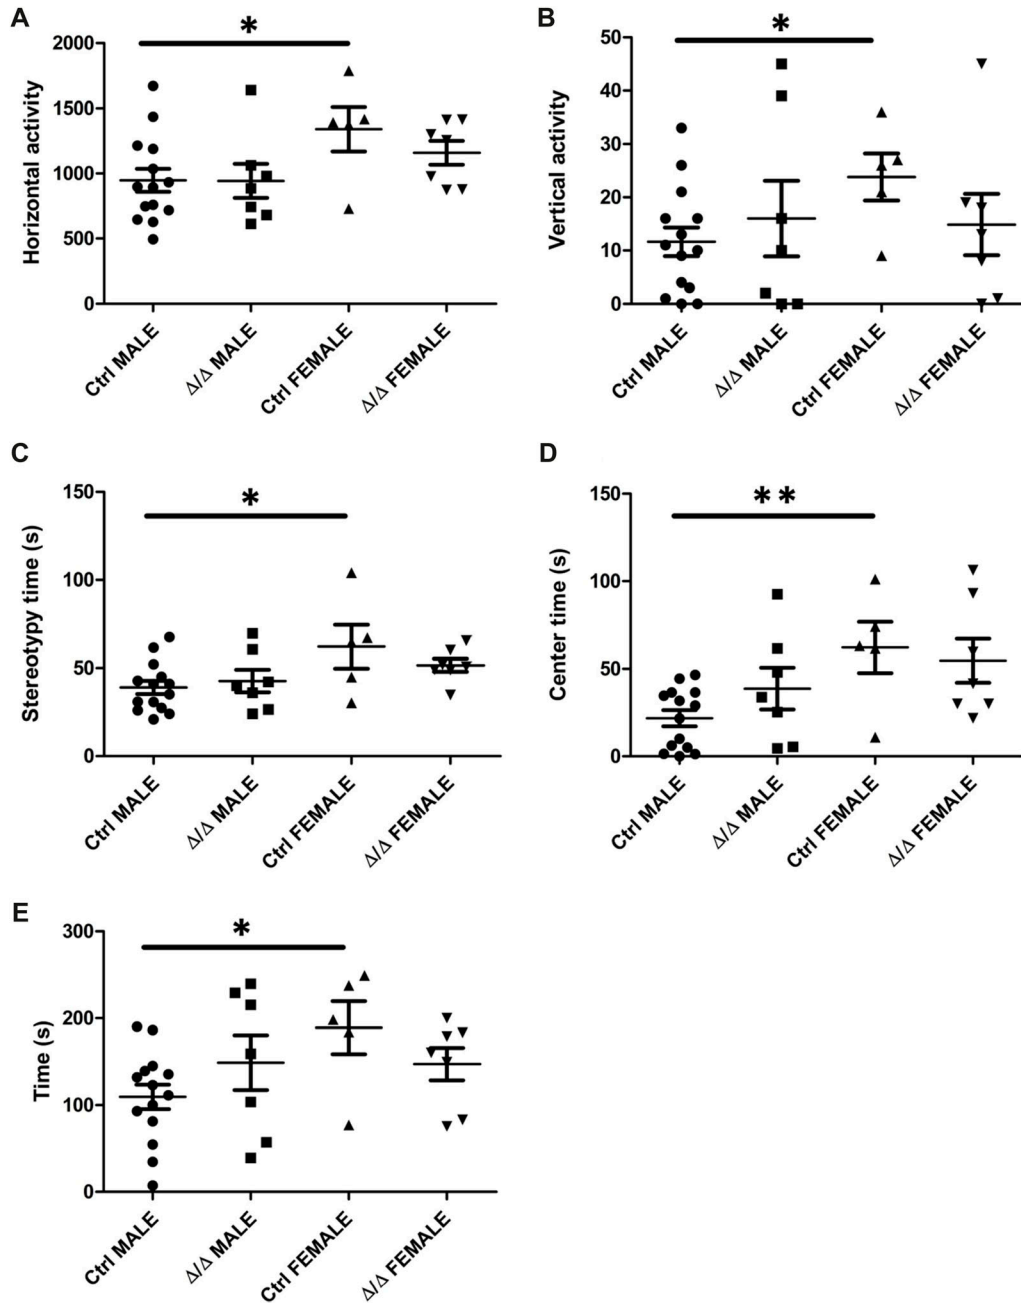 A
*
Horizontal activity
2000
1500
1000
500
0
Ctrl MALE
Δ/Δ MALE
Ctrl FEMALE
Δ/Δ FEMALE
B
*
Vertical activity
50
40
30
20
10
0
Ctrl MALE
Δ/Δ MALE
Ctrl FEMALE
Δ/Δ FEMALE
C
*
Stereotypy time (s)
150
100
50
0
Ctrl MALE
Δ/Δ MALE
Ctrl FEMALE
Δ/Δ FEMALE
D
* *
Center time (s)
150
100
50
0
Ctrl MALE
Δ/Δ MALE
Ctrl FEMALE
Δ/Δ FEMALE
E
*
Time (s)
300
200
100
0
Ctrl MALE
Δ/Δ MALE
Ctrl FEMALE
Δ/Δ FEMALE